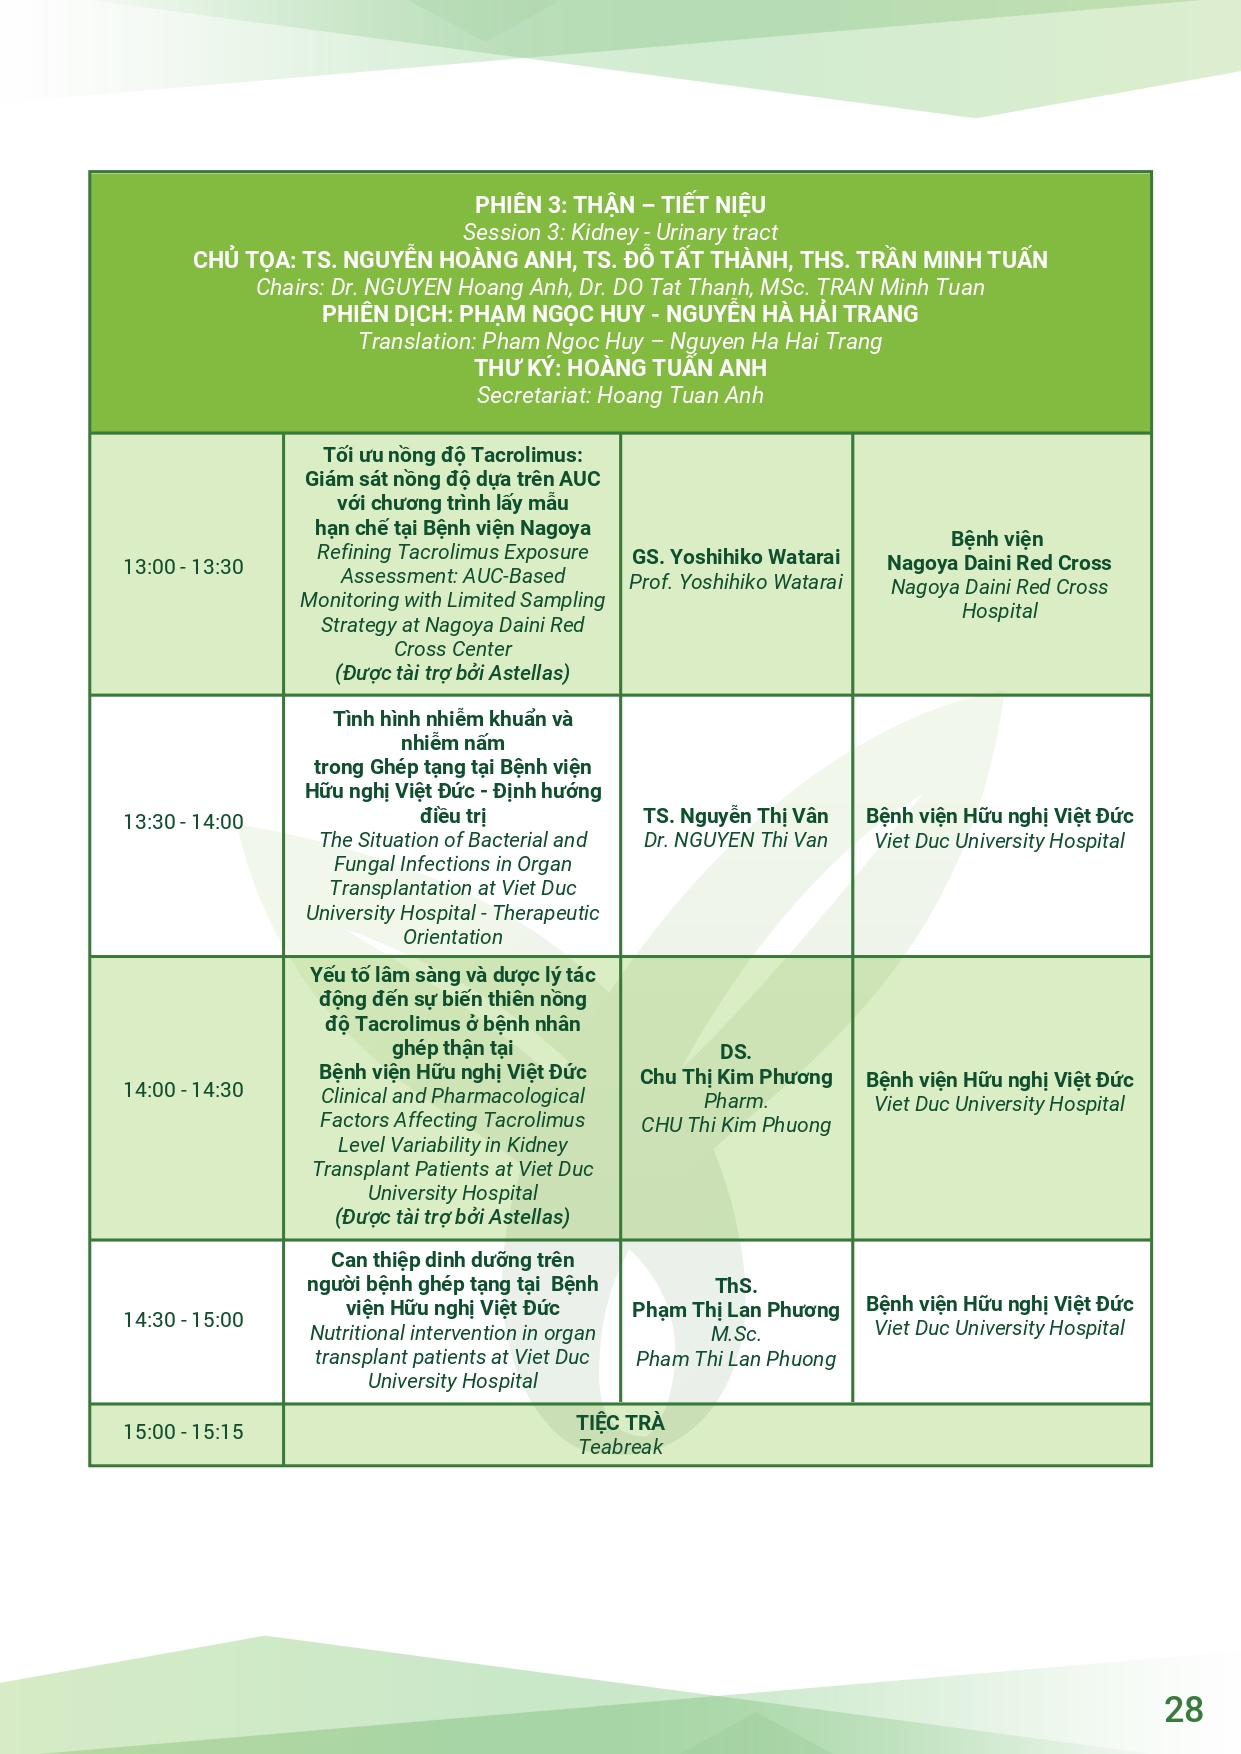 PHIÊN 3: THẬN – TIẾT NIỆU
Session 3: Kidney - Urinary tract
CHỦ TỌA: TS. NGUYỄN HOÀNG ANH, TS. ĐỖ TẤT THÀNH, THS. TRẦN MINH TUẤN
Chairs: Dr. NGUYEN Hoang Anh, Dr. DO Tat Thanh, MSc. TRAN Minh Tuan
PHIÊN DỊCH: PHẠM NGỌC HUY - NGUYỄN HÀ HẢI TRANG
Translation: Pham Ngoc Huy – Nguyen Ha Hai Trang
THƯ KÝ: HOÀNG TUẤN ANH
Secretariat: Hoang Tuan Anh
13:00 - 13:30
Tối ưu nồng độ Tacrolimus:
Giám sát nồng độ dựa trên AUC
với chương trình lấy mẫu
hạn chế tại Bệnh viện Nagoya
Refining Tacrolimus Exposure
Assessment: AUC-Based
Monitoring with Limited Sampling
Strategy at Nagoya Daini Red
Cross Center
(Được tài trợ bởi Astellas)
GS. Yoshihiko Watarai
Prof. Yoshihiko Watarai
Bệnh viện
Nagoya Daini Red Cross
Nagoya Daini Red Cross
Hospital
13:30 - 14:00
Tình hình nhiễm khuẩn và
nhiễm nấm
trong Ghép tạng tại Bệnh viện
Hữu nghị Việt Đức - Định hướng
điều trị
The Situation of Bacterial and
Fungal Infections in Organ
Transplantation at Viet Duc
University Hospital - Therapeutic
Orientation
TS. Nguyễn Thị Vân
Dr. NGUYEN Thi Van
Bệnh viện Hữu nghị Việt Đức
Viet Duc University Hospital
14:00 - 14:30
Yếu tố lâm sàng và dược lý tác
động đến sự biến thiên nồng
độ Tacrolimus ở bệnh nhân
ghép thận tại
Bệnh viện Hữu nghị Việt Đức
Clinical and Pharmacological
Factors Affecting Tacrolimus
Level Variability in Kidney
Transplant Patients at Viet Duc
University Hospital
(Được tài trợ bởi Astellas)
DS.
Chu Thị Kim Phương
Pharm.
CHU Thi Kim Phuong
Bệnh viện Hữu nghị Việt Đức
Viet Duc University Hospital
14:30 - 15:00
Can thiệp dinh dưỡng trên
người bệnh ghép tạng tại  Bệnh
viện Hữu nghị Việt Đức
Nutritional intervention in organ
transplant patients at Viet Duc
University Hospital
ThS.
Phạm Thị Lan Phương
M.Sc.
Pham Thi Lan Phuong
Bệnh viện Hữu nghị Việt Đức
Viet Duc University Hospital
15:00 - 15:15
TIỆC TRÀ
Teabreak
28